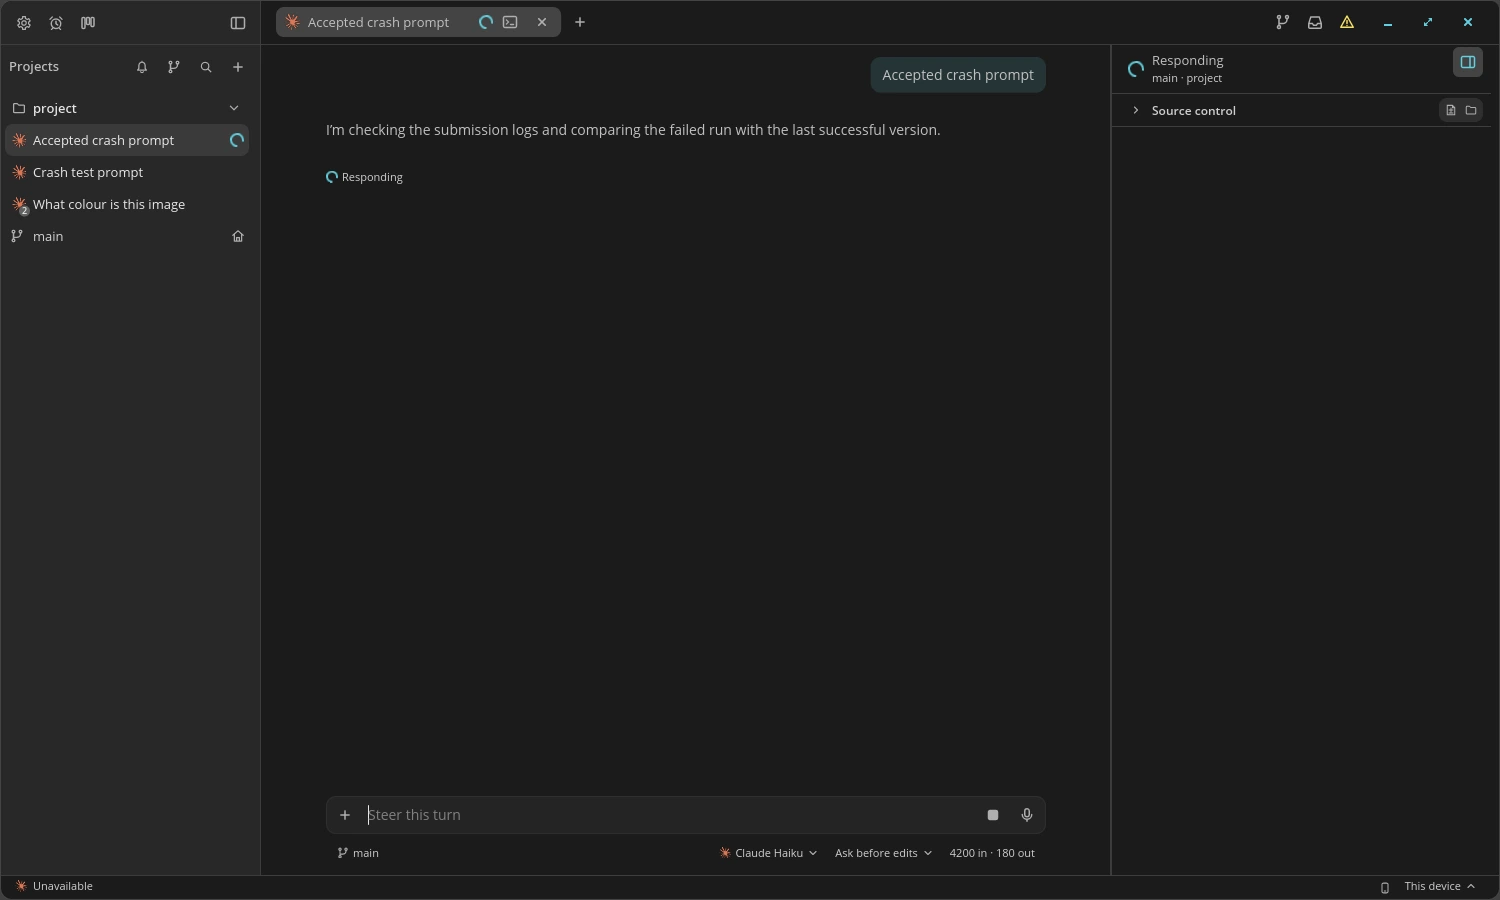 Accepted crash prompt
Projects
project
Accepted crash prompt
Crash test prompt
2
What colour is this image
main
Accepted crash prompt
I'm checking the submission logs and comparing the failed run with the last successful version.
Responding
Steer this turn
main
Claude Haiku
Ask before edits
4200 in · 180 out
Responding
main · project
Source control
Unavailable
This device